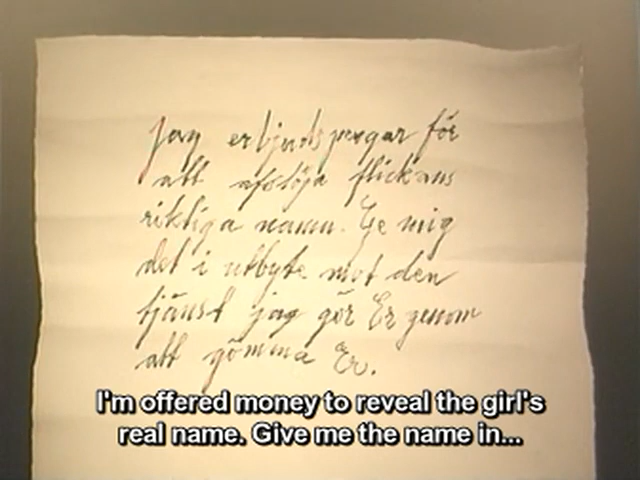 Jag erbjuds pengar för
att afslöja flickans
riktiga namn. Ge mig
det i utbyte mot den
tjänst jag gör Er genom
att gömma Er.
I'm offered money to reveal the girl's
real name. Give me the name in...